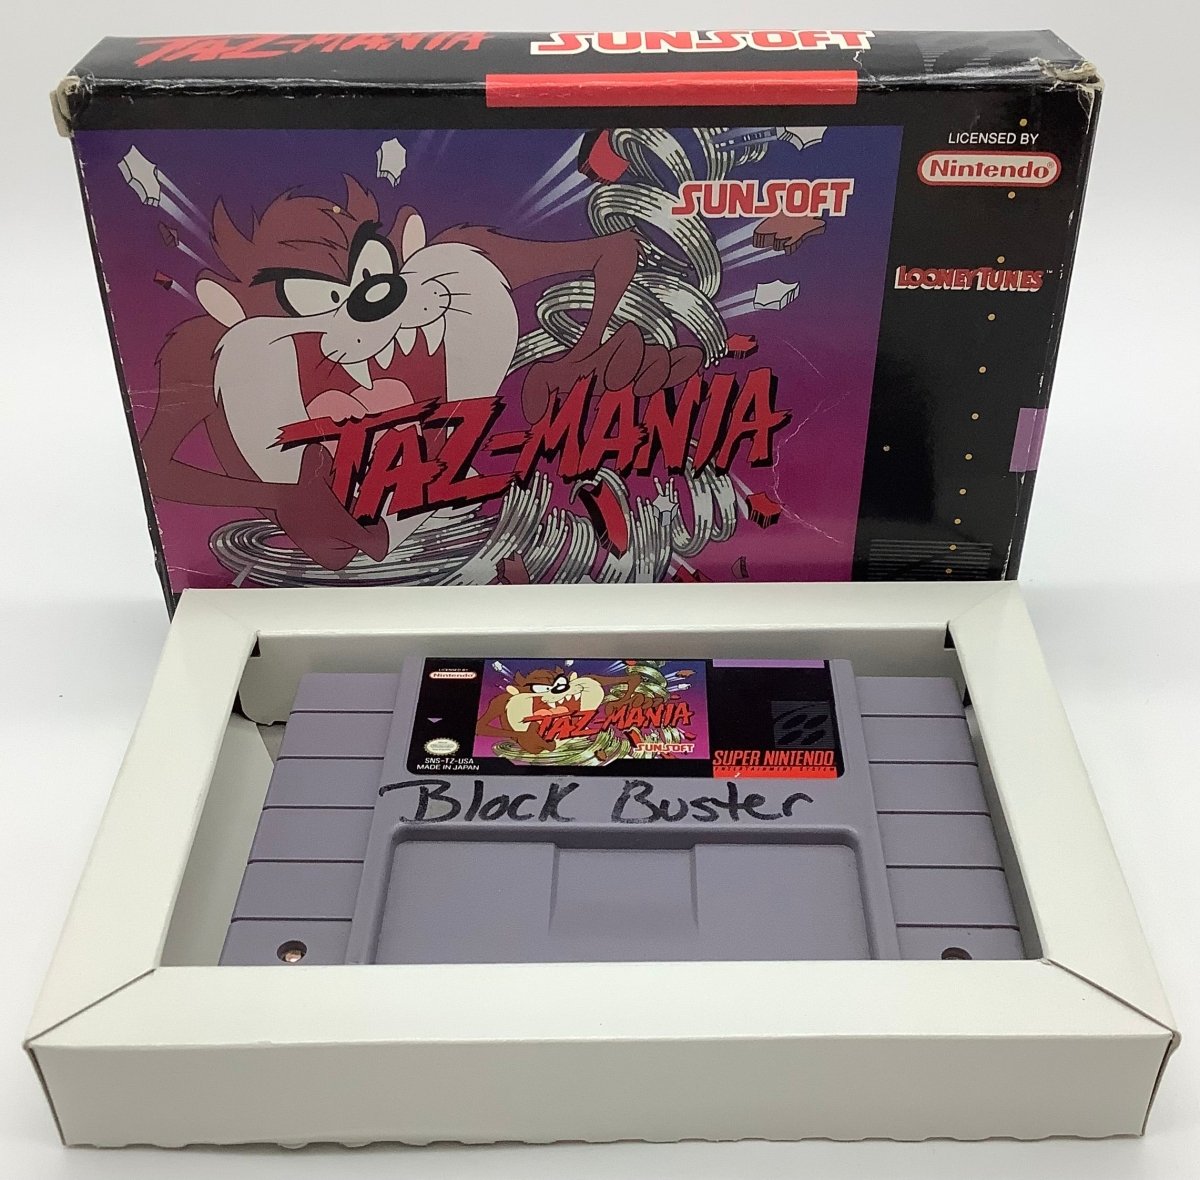 TAZ-MANIA SUNSOFT
LICENSED BY
Nintendo®
SUNSOFT
LOONEY TUNES™
TAZ-MANIA
LICENSED BY
Nintendo
TAZ-MANIA
SUNSOFT
SNS-TZ-USA
MADE IN JAPAN
SUPER NINTENDO
ENTERTAINMENT SYSTEM
Block Buster